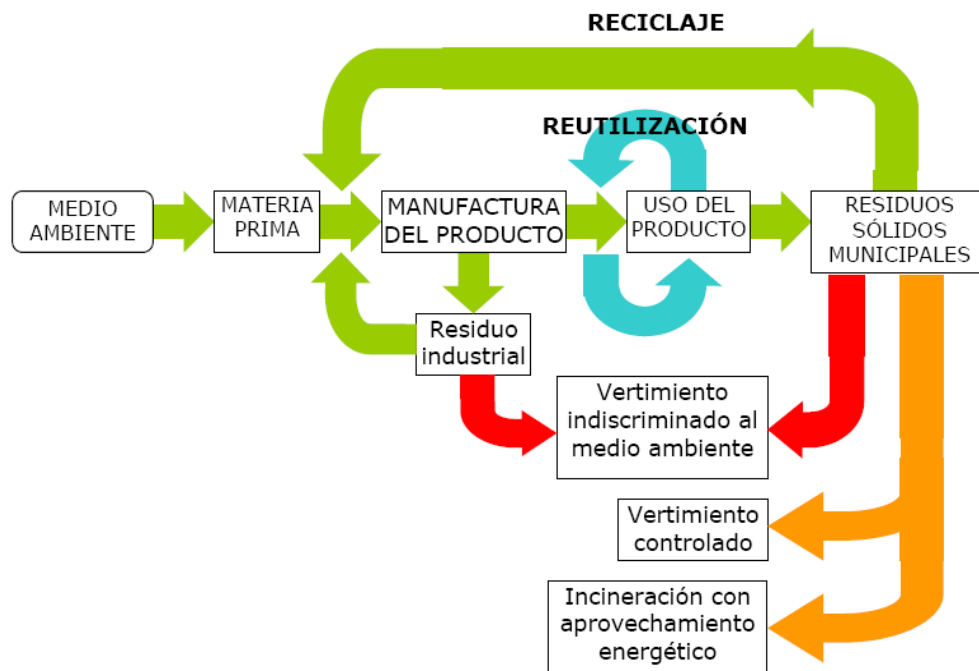 RECICLAJE
REUTILIZACIÓN
MEDIO
AMBIENTE
MATERIA
PRIMA
MANUFACTURA
DEL PRODUCTO
USO DEL
PRODUCTO
RESIDUOS
SÓLIDOS
MUNICIPALES
Residuo
industrial
Vertimiento
indiscriminado al
medio ambiente
Vertimiento
controlado
Incineración con
aprovechamiento
energético